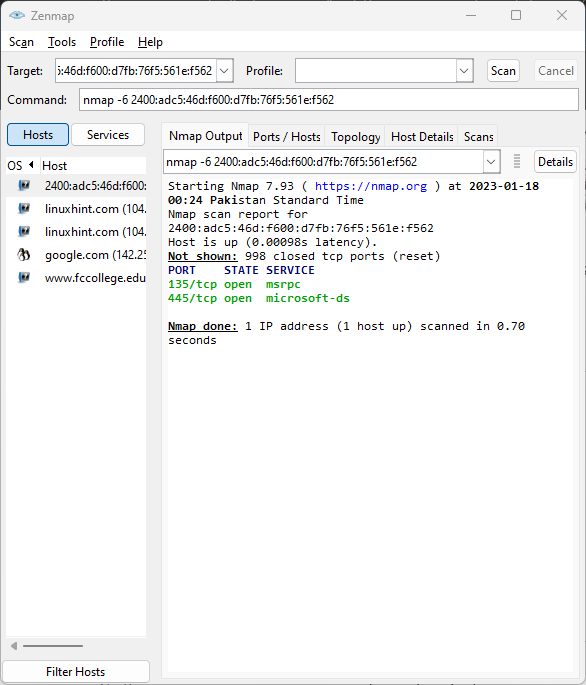 Zenmap
Scan Tools Profile Help
Target: :46d:f600:d7fb:76f5:561e:f562 Profile: Scan Cancel
Command: nmap -6 2400:adc5:46d:f600:d7fb:76f5:561e:f562
Hosts Services
OS Host
2400:adc5:46d:f600:
linuxhint.com (104.
linuxhint.com (104.
google.com (142.25
www.fccollege.edu
Filter Hosts
Nmap Output Ports / Hosts Topology Host Details Scans
nmap -6 2400:adc5:46d:f600:d7fb:76f5:561e:f562 Details
Starting Nmap 7.93 ( https://nmap.org ) at 2023-01-18
00:24 Pakistan Standard Time
Nmap scan report for
2400:adc5:46d:f600:d7fb:76f5:561e:f562
Host is up (0.00098s latency).
Not shown: 998 closed tcp ports (reset)
PORT STATE SERVICE
135/tcp open msrpc
445/tcp open microsoft-ds
Nmap done: 1 IP address (1 host up) scanned in 0.70
seconds